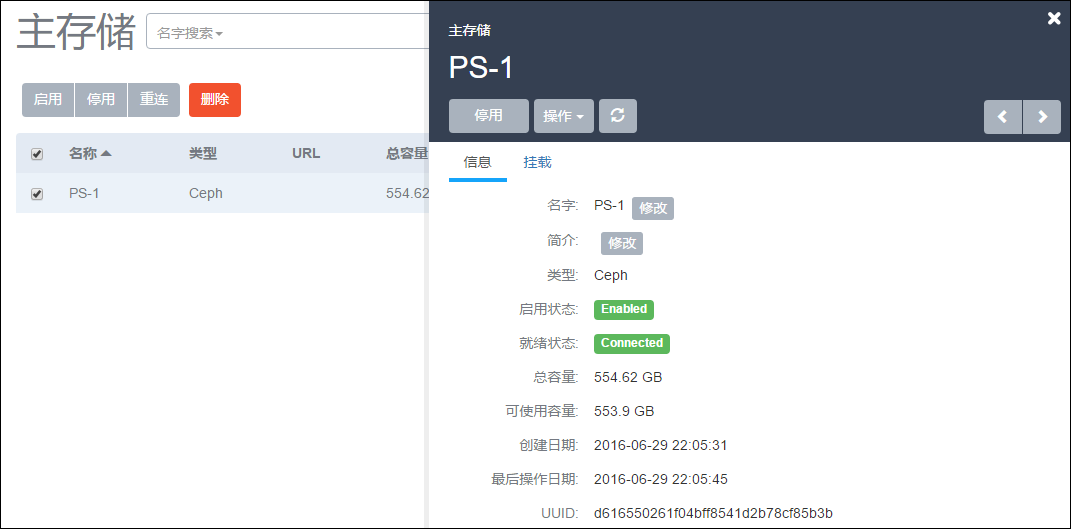 主存储
名字搜索
启用 停用 重连 删除
名称 类型 URL 总容量
PS-1 Ceph 554.62
主存储
PS-1
停用 操作
信息 挂载
名字: PS-1 修改
简介: 修改
类型: Ceph
启用状态: Enabled
就绪状态: Connected
总容量: 554.62 GB
可使用容量: 553.9 GB
创建日期: 2016-06-29 22:05:31
最后操作日期: 2016-06-29 22:05:45
UUID: d616550261f04bff8541d2b78cf85b3b